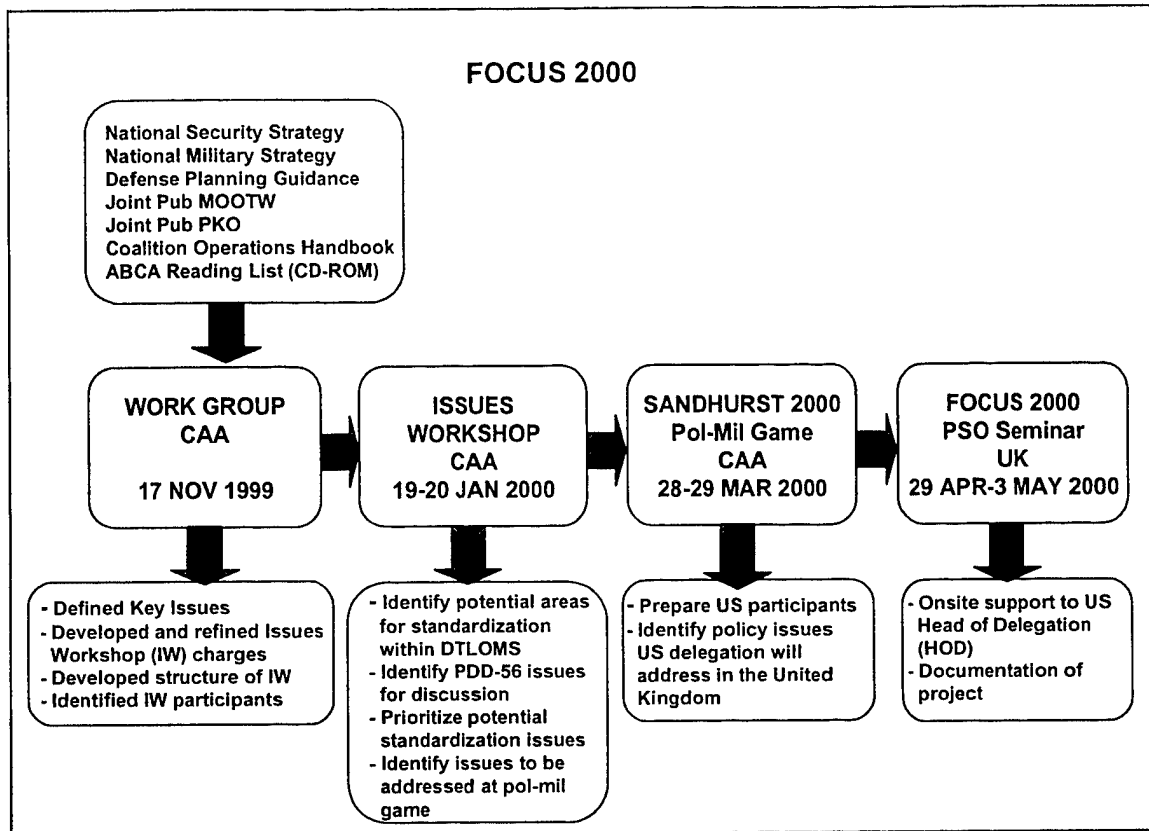 FOCUS 2000
National Security Strategy
National Military Strategy
Defense Planning Guidance
Joint Pub MOOTW
Joint Pub PKO
Coalition Operations Handbook
ABCA Reading List (CD-ROM)
WORK GROUP
CAA
17 NOV 1999
ISSUES
WORKSHOP
CAA
19-20 JAN 2000
SANDHURST 2000
Pol-Mil Game
CAA
28-29 MAR 2000
FOCUS 2000
PSO Seminar
UK
29 APR-3 MAY 2000
- Defined Key Issues
- Developed and refined Issues
Workshop (IW) charges
- Developed structure of IW
- Identified IW participants
- Identify potential areas
for standardization
within DTLOMS
- Identify PDD-56 issues
for discussion
- Prioritize potential
standardization issues
- Identify issues to be
addressed at pol-mil
game
- Prepare US participants
- Identify policy issues
US delegation will
address in the United
Kingdom
- Onsite support to US
Head of Delegation
(HOD)
- Documentation of
project